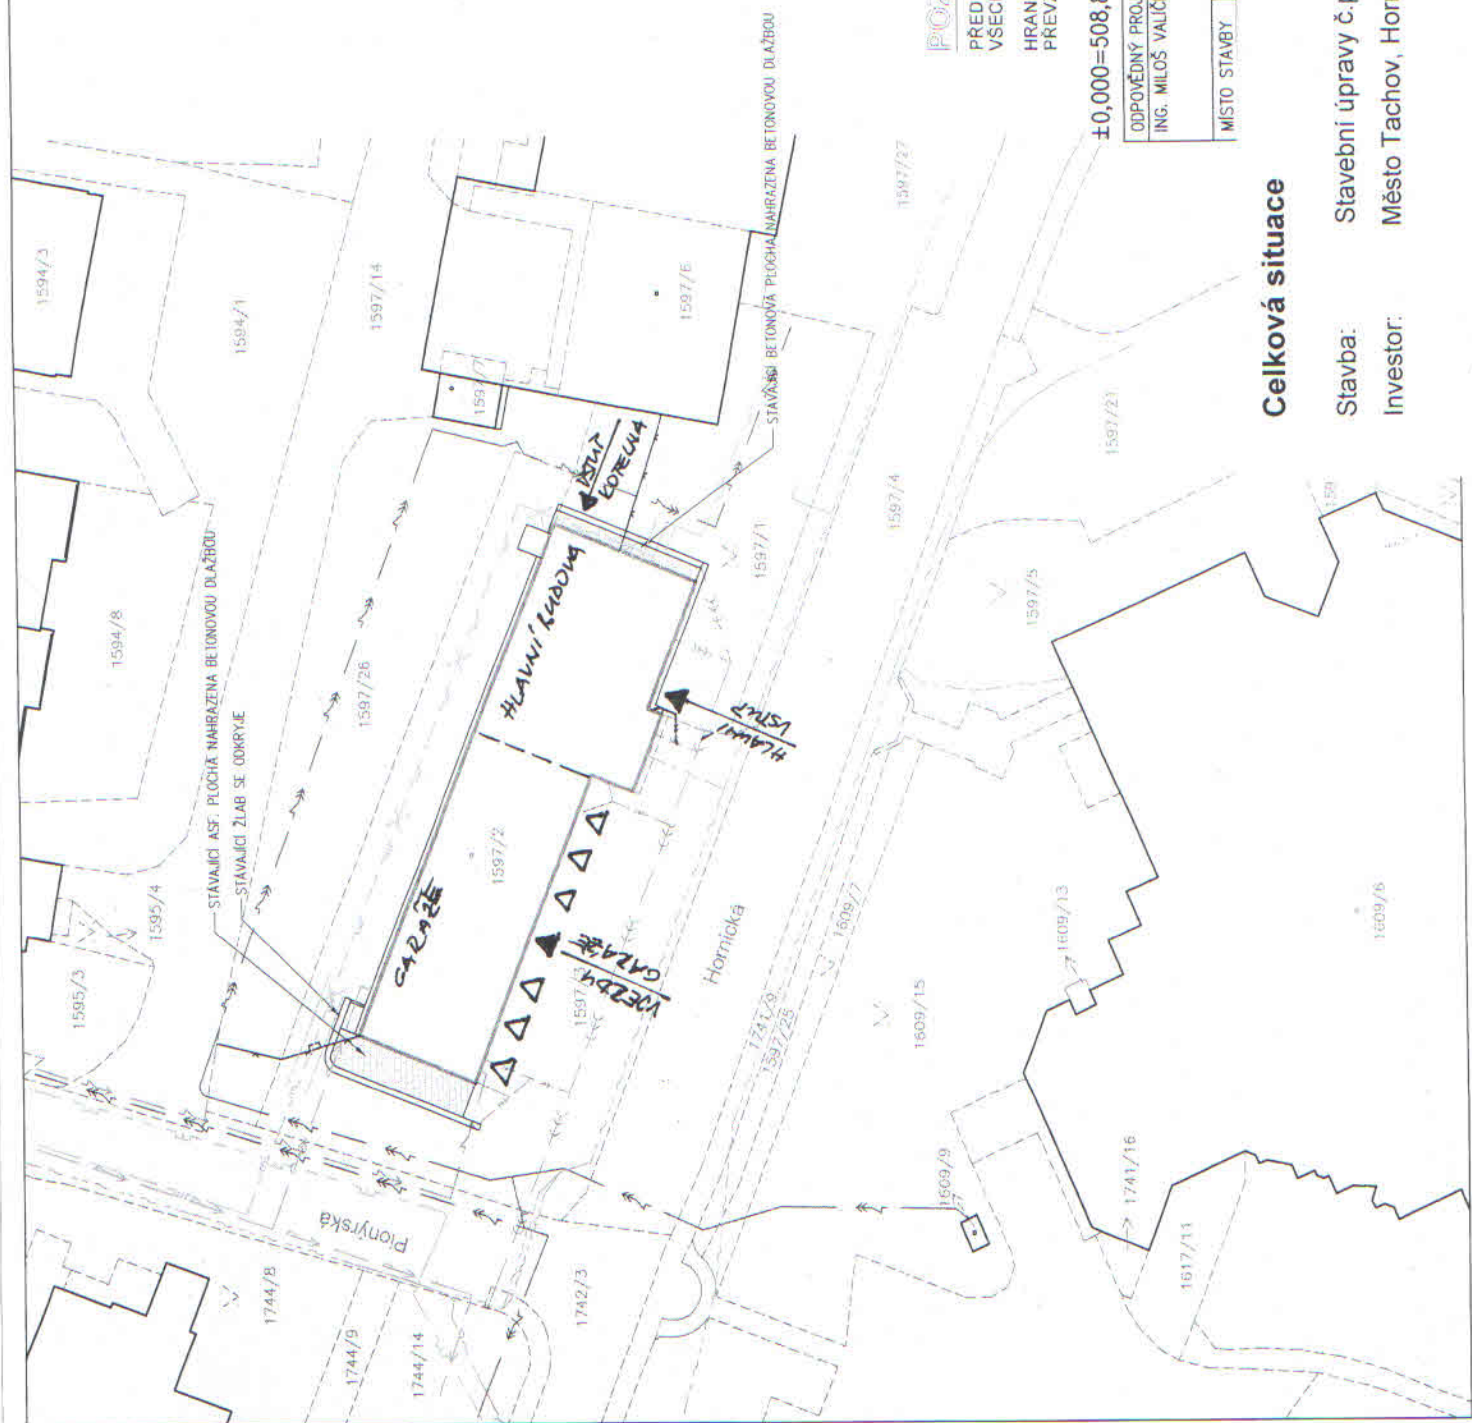 STÁVAJÍCÍ ASF. PLOCHA NAHRAZENA BETONOVOU DLAŽBOU
STÁVAJÍCÍ ŽLAB SE ODKRYJE
STÁVAJÍCÍ BETONOVÁ PLOCHA NAHRAZENA BETONOVOU DLAŽBOU
1594/3
1594/1
1597/14
1594/8
1597/26
1595/4
1595/3
1597/6
1597/27
1597/21
1597/4
1597/1
1597/5
1597/2
GARÁŽE
HLAVNÍ BUDOVA
VSTUP
KOTELNA
HLAVNÍ
VSTUP
VJEZDY
GARÁŽE
Hornická
Pionýrská
1741/9
1597/25
1609/7
1609/13
1609/15
1609/6
1609/9
1741/16
1617/11
1742/3
1744/8
1744/9
1744/14
±0,000=508,8
ODPOVĚDNÝ PROJ
ING. MILOŠ VALÍČ
MÍSTO STAVBY
Celková situace
Stavba: Stavební úpravy č.p
Investor: Město Tachov, Horn
PŘED
VŠEC
HRAN
PŘEVA